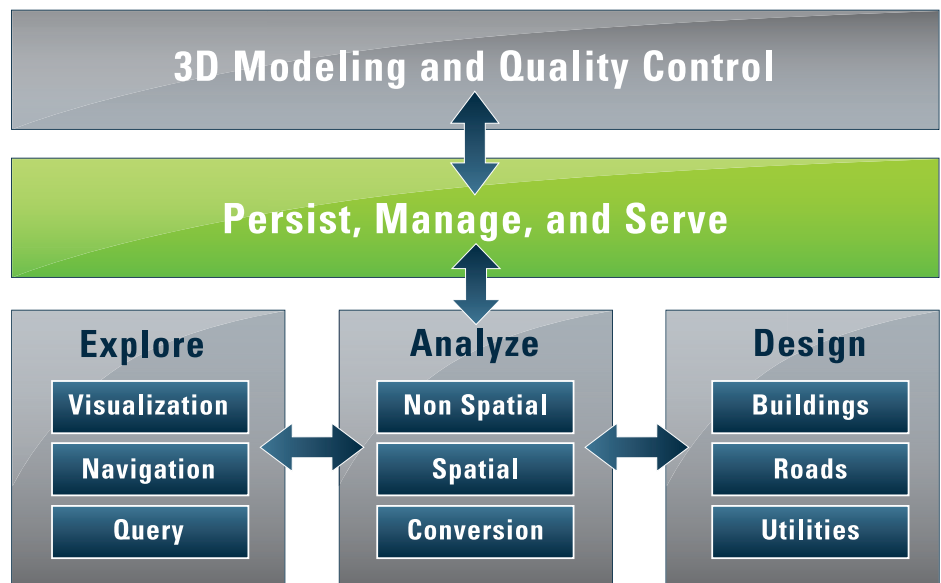 3D Modeling and Quality Control
Persist, Manage, and Serve
Explore
Visualization
Navigation
Query
Analyze
Non Spatial
Spatial
Conversion
Design
Buildings
Roads
Utilities